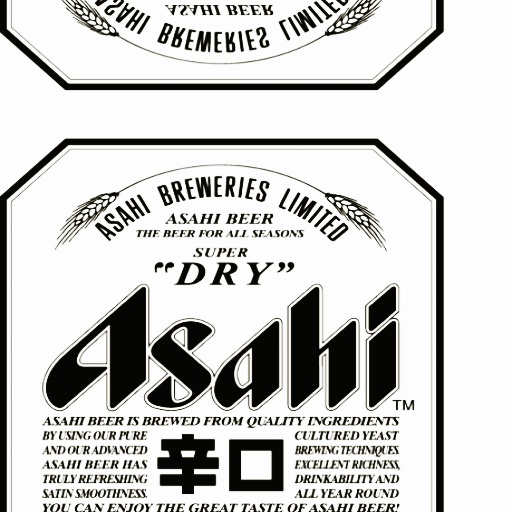 ASAHI BEER
ASAHI BREWERIES LIMITED
ASAHI BREWERIES LIMITED
ASAHI BEER
THE BEER FOR ALL SEASONS
SUPER
"DRY"
Asahi
TM
ASAHI BEER IS BREWED FROM QUALITY INGREDIENTS
BY USING OUR PURE CULTURED YEAST
AND OUR ADVANCED BREWING TECHNIQUES.
ASAHI BEER HAS EXCELLENT RICHNESS,
TRULY REFRESHING DRINKABILITY AND
SATIN SMOOTHNESS. ALL YEAR ROUND
辛口
YOU CAN ENJOY THE GREAT TASTE OF ASAHI BEER!